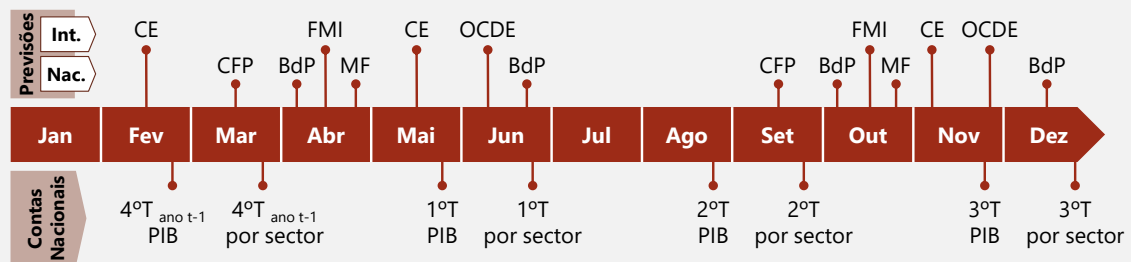 Previsões
Int.
Nac.
CE
FMI
CE
OCDE
FMI
CE
OCDE
CFP
BdP
MF
BdP
CFP
BdP
MF
BdP
Jan
Fev
Mar
Abr
Mai
Jun
Jul
Ago
Set
Out
Nov
Dez
Contas
Nacionais
4ºT ano t-1
PIB
4ºT ano t-1
por sector
1ºT
PIB
1ºT
por sector
2ºT
PIB
2ºT
por sector
3ºT
PIB
3ºT
por sector